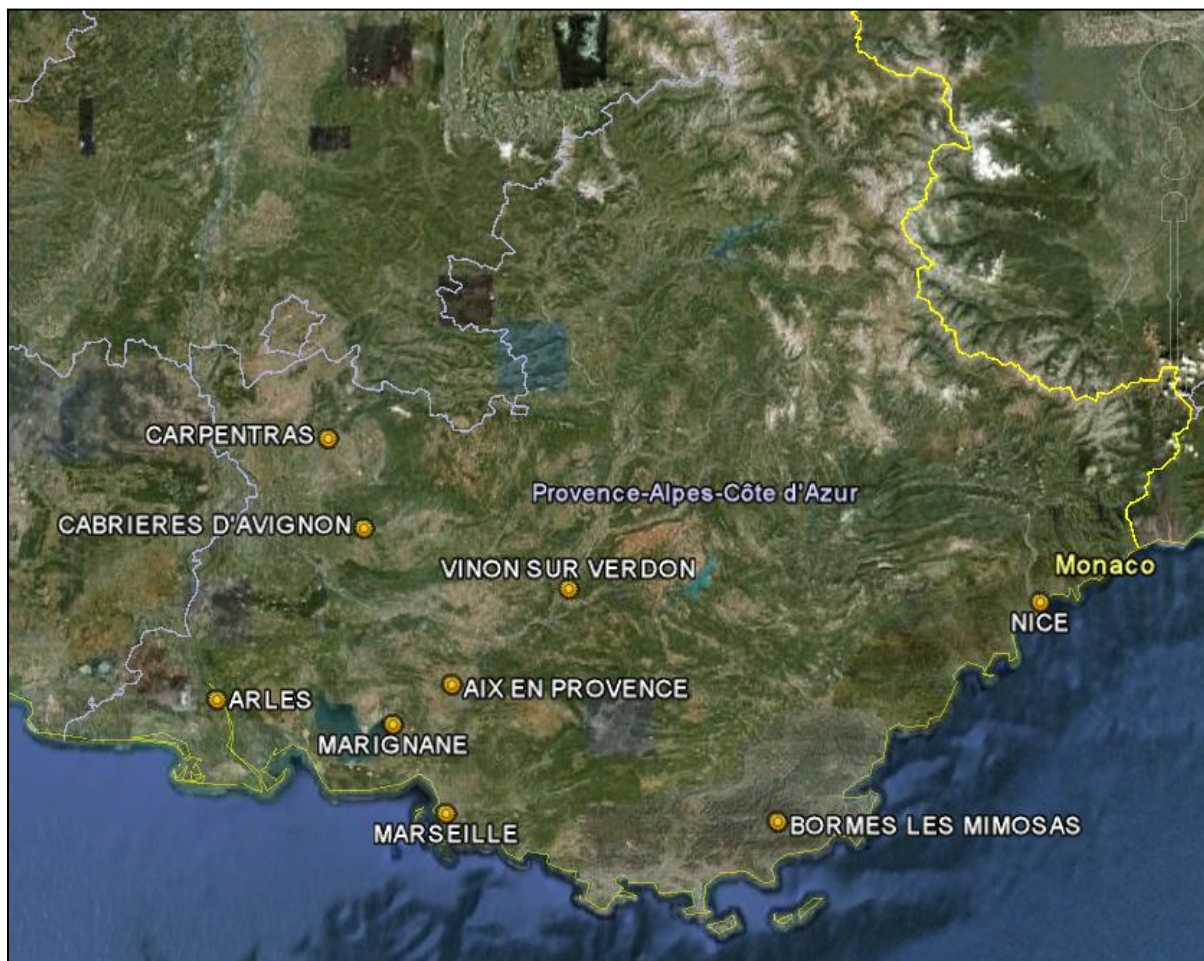 CARPENTRAS
Provence-Alpes-Côte d'Azur
CABRIERES D'AVIGNON
VINON SUR VERDON
Monaco
NICE
AIX EN PROVENCE
ARLES
MARIGNANE
MARSEILLE
BORMES LES MIMOSAS